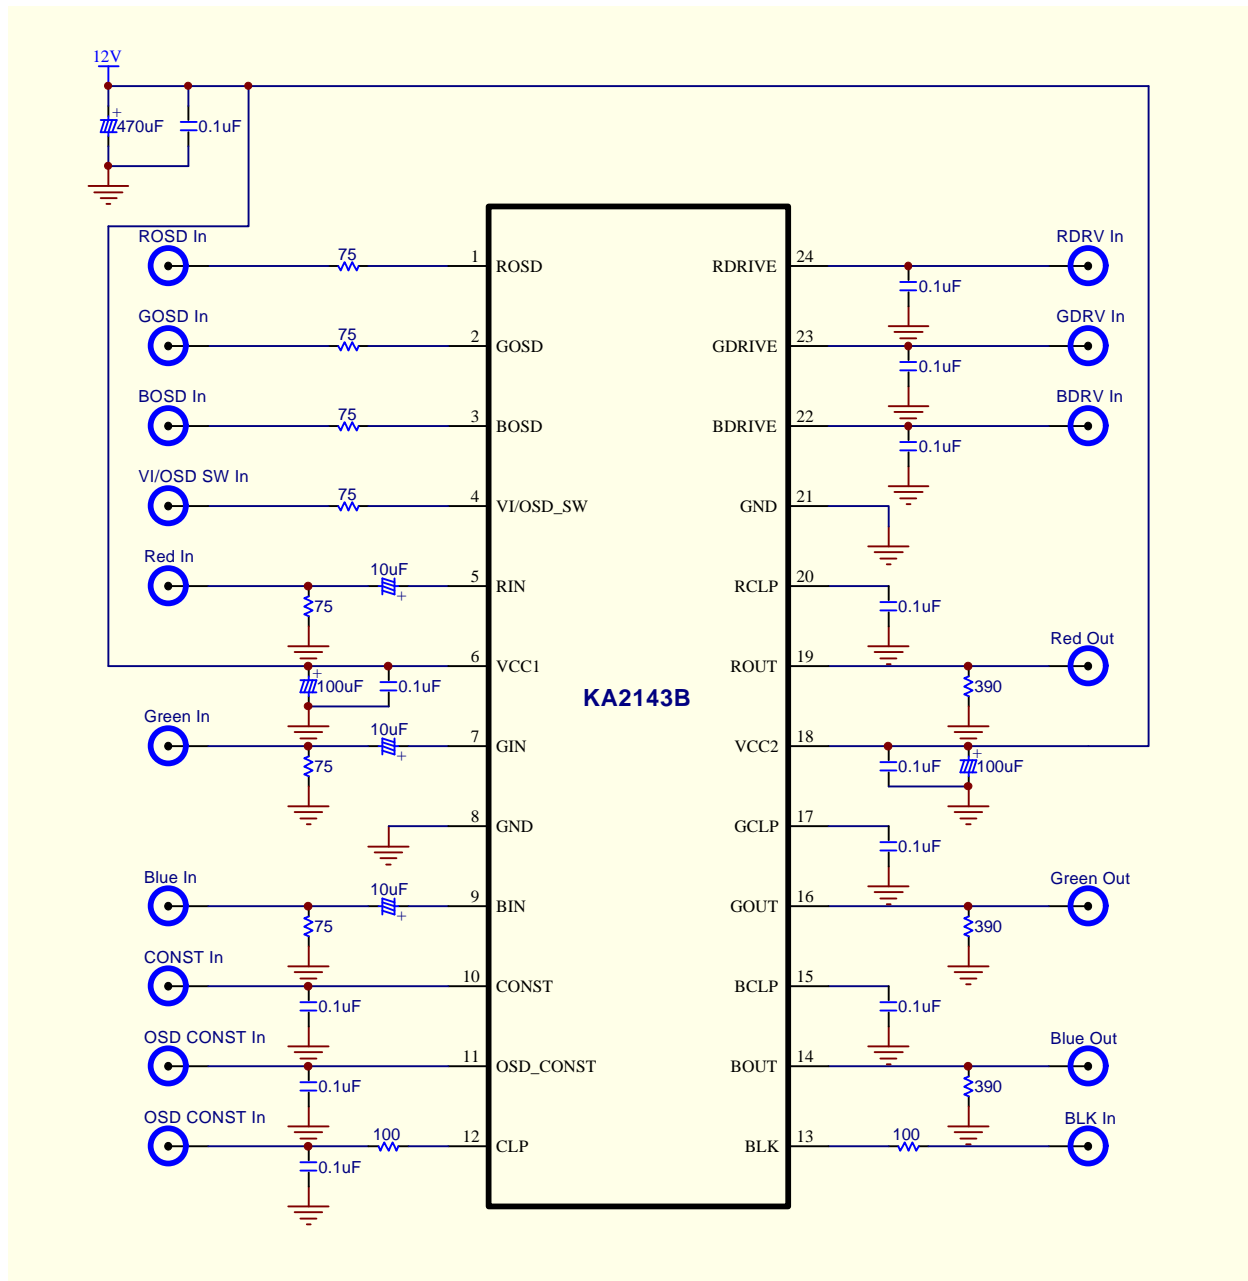 12V
+
470uF 0.1uF
ROSD In 75 1 ROSD RDRIVE 24 RDRV In
0.1uF
GOSD In 75 2 GOSD GDRIVE 23 GDRV In
0.1uF
BOSD In 75 3 BOSD BDRIVE 22 BDRV In
0.1uF
VI/OSD SW In 75 4 VI/OSD_SW GND 21
Red In 10uF + 5 RIN RCLP 20
75 0.1uF
6 VCC1 ROUT 19 Red Out
+
100uF 0.1uF KA2143B 390
Green In 10uF + 7 GIN VCC2 18
75 0.1uF + 100uF
8 GND GCLP 17
0.1uF
Blue In 10uF + 9 BIN GOUT 16 Green Out
75 390
CONST In 10 CONST BCLP 15
0.1uF 0.1uF
OSD CONST In 11 OSD_CONST BOUT 14 Blue Out
0.1uF 390
OSD CONST In 100 12 CLP BLK 13 100 BLK In
0.1uF